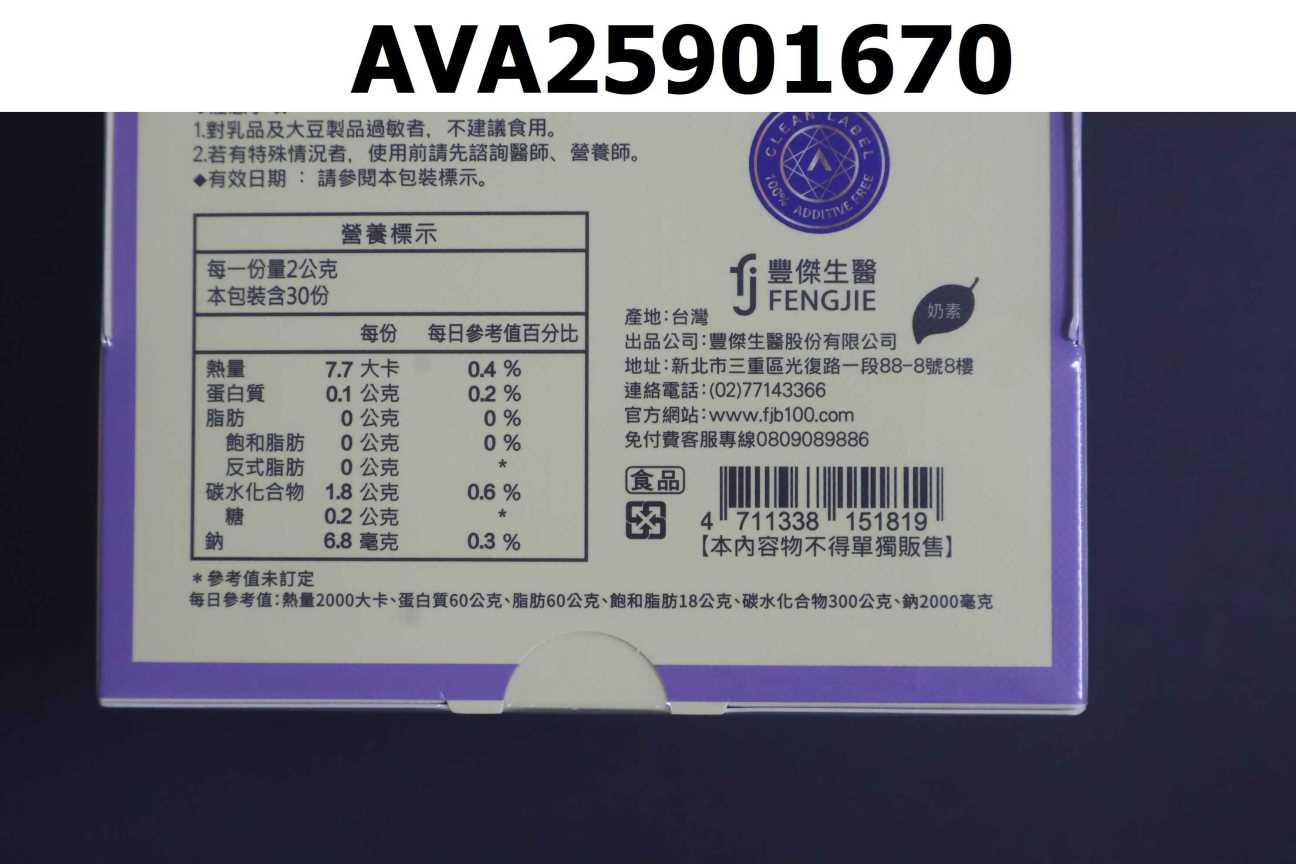 AVA25901670
1.對乳品及大豆製品過敏者，不建議食用。
2.若有特殊情況者，使用前請先諮詢醫師、營養師。
◆有效日期：請參閱本包裝標示。
CLEAN LABEL
100% ADDITIVE FREE
營養標示
每一份量2公克
本包裝含30份
每份 每日參考值百分比
熱量 7.7 大卡 0.4 %
蛋白質 0.1 公克 0.2 %
脂肪 0 公克 0 %
飽和脂肪 0 公克 0 %
反式脂肪 0 公克 *
碳水化合物 1.8 公克 0.6 %
糖 0.2 公克 *
鈉 6.8 毫克 0.3 %
*參考值未訂定
每日參考值:熱量2000大卡、蛋白質60公克、脂肪60公克、飽和脂肪18公克、碳水化合物300公克、鈉2000毫克
fj 豐傑生醫
FENGJIE
奶素
產地:台灣
出品公司:豐傑生醫股份有限公司
地址:新北市三重區光復路一段88-8號8樓
連絡電話:(02)77143366
官方網站:www.fjb100.com
免付費客服專線0809089886
食品
4 711338 151819
【本內容物不得單獨販售】